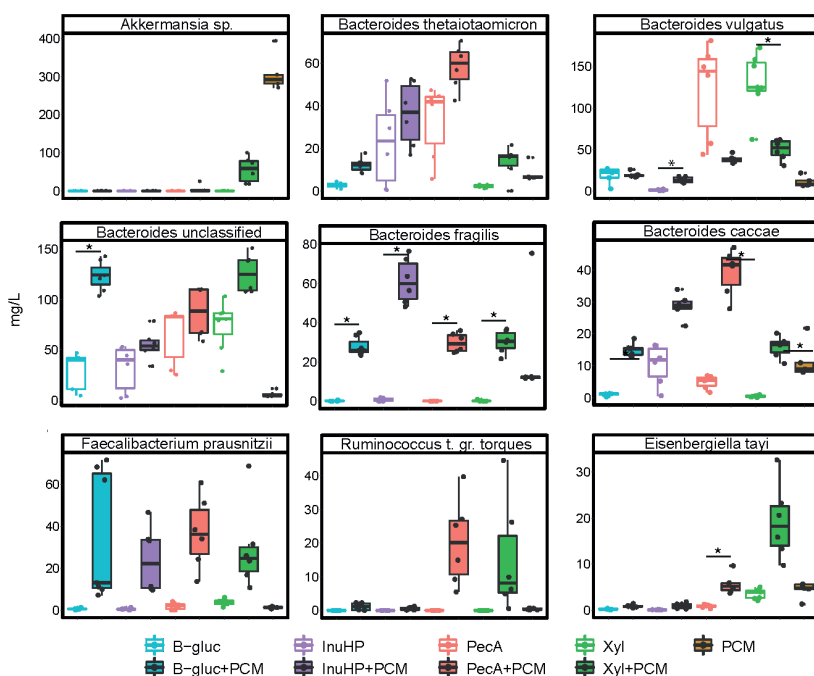 Akkermansia sp.
Bacteroides thetaiotaomicron
Bacteroides vulgatus
400
300
200
100
0
60
40
20
0
*
*
150
100
50
0
Bacteroides unclassified
Bacteroides fragilis
Bacteroides caccae
mg/L
150
100
50
0
*
80
60
40
20
0
*
*
*
*
40
30
20
10
0
*
*
*
Faecalibacterium prausnitzii
Ruminococcus t. gr. torques
Eisenbergiella tayi
60
40
20
0
40
30
20
10
0
30
20
10
0
*
B-gluc
InuHP
PecA
Xyl
PCM
B-gluc+PCM
InuHP+PCM
PecA+PCM
Xyl+PCM